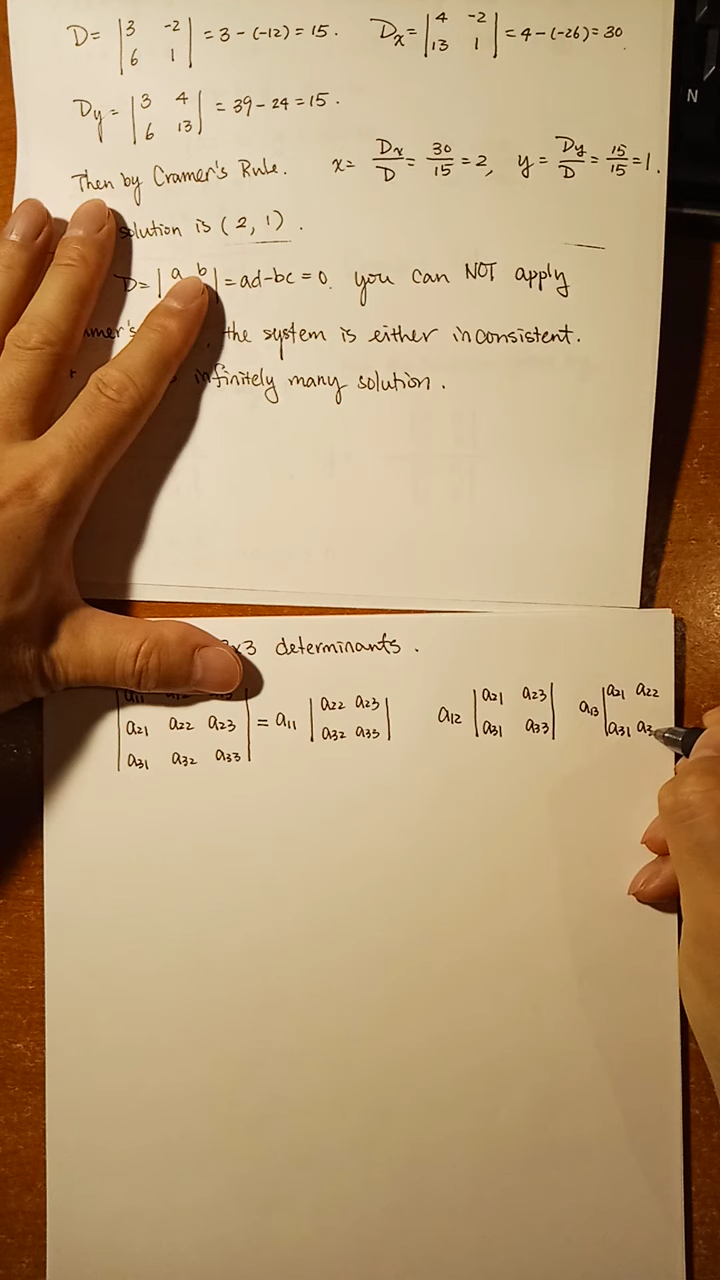 D= | 3 -2 | = 3 - (-12) = 15. Dx= | 4 -2 | = 4 - (-26) = 30
6 1 13 1
Dy= | 3 4 | = 39 - 24 = 15.
6 13
Then by Cramer's Rule. x= Dx/D = 30/15 = 2, y = Dy/D = 15/15 = 1.
solution is (2, 1).
D= | a b | = ad-bc = 0. you can NOT apply
the system is either inconsistent.
infinitely many solution.
x3 determinants.
a21 a22 a23 = a11 | a22 a23 | a12 | a21 a23 | a13 | a21 a22
a32 a33 a31 a33 a31
a31 a32 a33
N